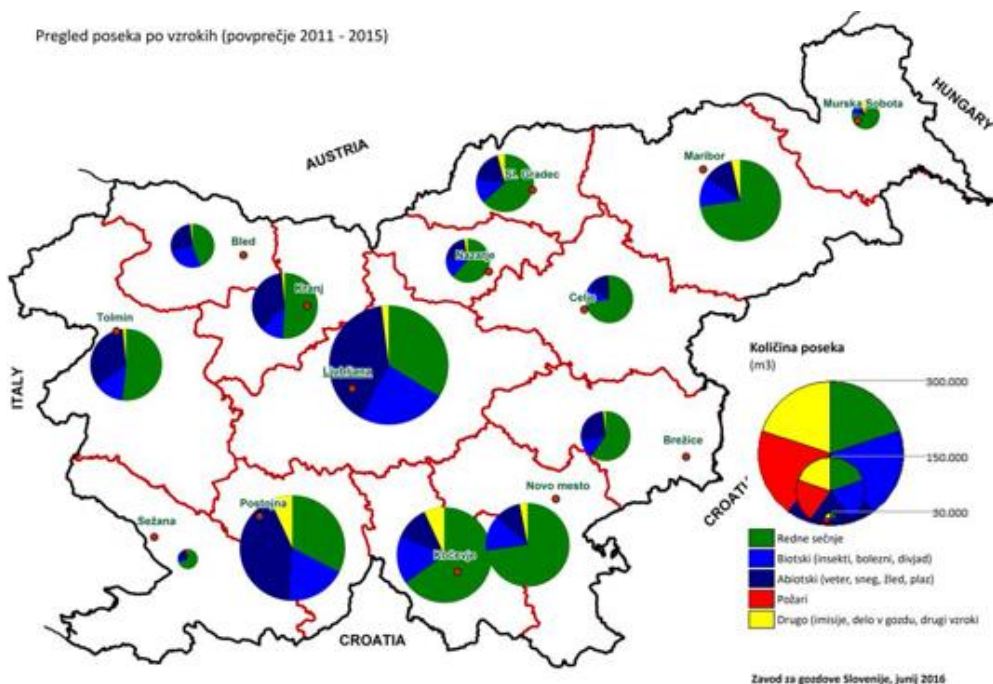 Pregled poseka po vzrokih (povprečje 2011 - 2015)
HUNGARY
Murska Sobota
AUSTRIA
Maribor
Sl. Gradec
Bled
Nazarje
Kranj
Celje
Tolmin
ITALY
Ljubljana
Količina poseka
(m3)
300.000
150.000
30.000
Brežice
CROATIA
Novo mesto
Postojna
Sežana
Kočevje
CROATIA
Redne sečnje
Biotski (insekti, bolezni, divjad)
Abiotski (veter, sneg, žled, plaz)
Požari
Drugo (imisije, delo v gozdu, drugi vzroki
Zavod za gozdove Slovenije, junij 2016